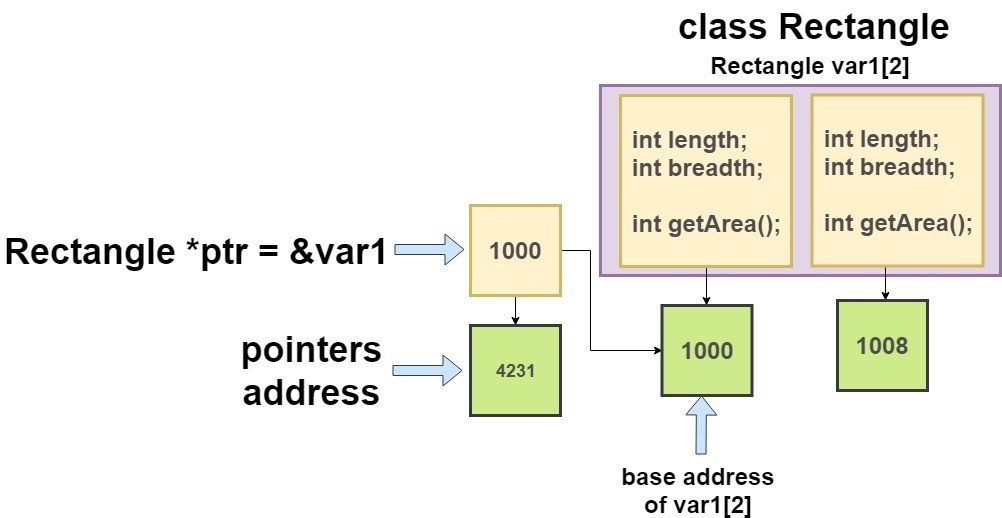 class Rectangle
Rectangle var1[2]
int length;
int breadth;
int getArea();
int length;
int breadth;
int getArea();
Rectangle *ptr = &var1
1000
pointers
address
4231
1000
1008
base address
of var1[2]